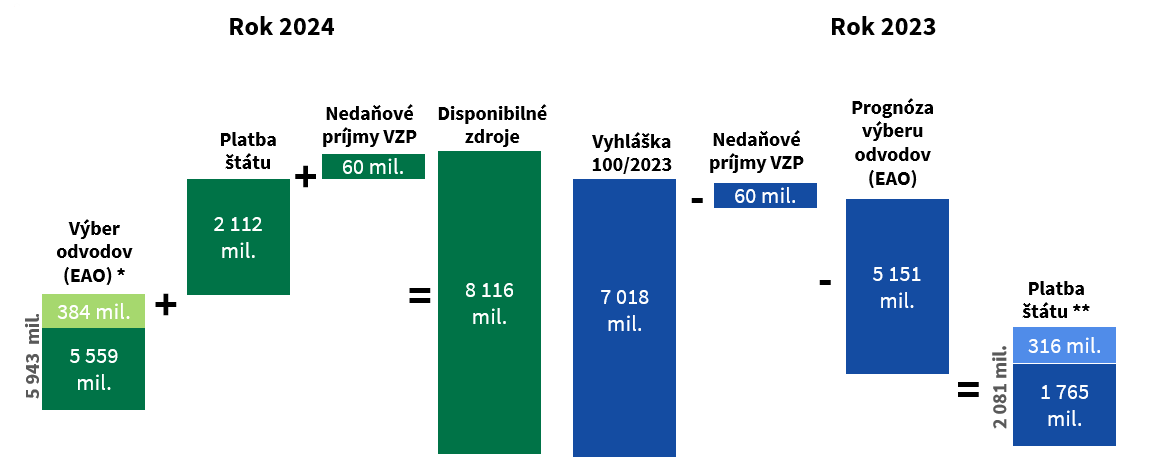 Rok 2024
Výber
odvodov
(EAO) *
384 mil.
5 559
mil.
5 943 mil.
+
Platba
štátu
2 112
mil.
+
Nedaňové
príjmy VZP
60 mil.
=
Disponibilné
zdroje
8 116
mil.
Rok 2023
Vyhláška
100/2023
7 018
mil.
-
Nedaňové
príjmy VZP
60 mil.
-
Prognóza
výberu
odvodov
(EAO)
5 151
mil.
=
Platba
štátu **
316 mil.
1 765
mil.
2 081 mil.